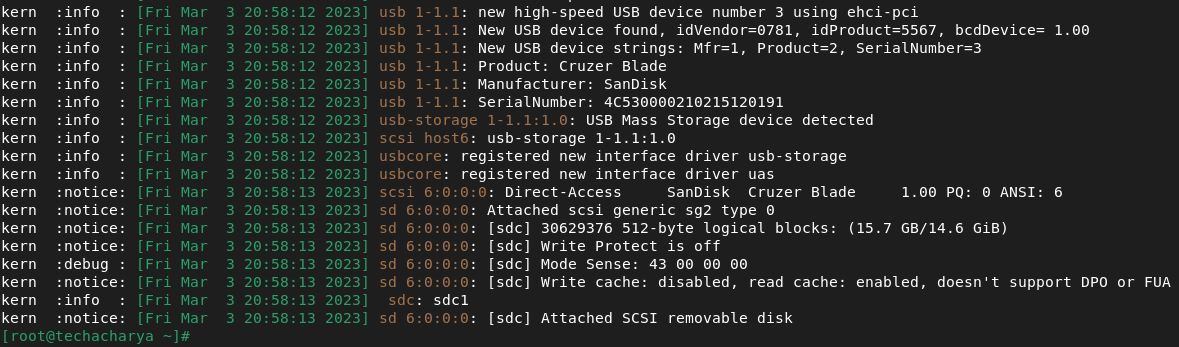 kern  :info  : [Fri Mar  3 20:58:12 2023] usb 1-1.1: new high-speed USB device number 3 using ehci-pci
kern  :info  : [Fri Mar  3 20:58:12 2023] usb 1-1.1: New USB device found, idVendor=0781, idProduct=5567, bcdDevice= 1.00
kern  :info  : [Fri Mar  3 20:58:12 2023] usb 1-1.1: New USB device strings: Mfr=1, Product=2, SerialNumber=3
kern  :info  : [Fri Mar  3 20:58:12 2023] usb 1-1.1: Product: Cruzer Blade
kern  :info  : [Fri Mar  3 20:58:12 2023] usb 1-1.1: Manufacturer: SanDisk
kern  :info  : [Fri Mar  3 20:58:12 2023] usb 1-1.1: SerialNumber: 4C530000210215120191
kern  :info  : [Fri Mar  3 20:58:12 2023] usb-storage 1-1.1:1.0: USB Mass Storage device detected
kern  :info  : [Fri Mar  3 20:58:12 2023] scsi host6: usb-storage 1-1.1:1.0
kern  :info  : [Fri Mar  3 20:58:12 2023] usbcore: registered new interface driver usb-storage
kern  :info  : [Fri Mar  3 20:58:12 2023] usbcore: registered new interface driver uas
kern  :notice: [Fri Mar  3 20:58:13 2023] scsi 6:0:0:0: Direct-Access     SanDisk  Cruzer Blade     1.00 PQ: 0 ANSI: 6
kern  :notice: [Fri Mar  3 20:58:13 2023] sd 6:0:0:0: Attached scsi generic sg2 type 0
kern  :notice: [Fri Mar  3 20:58:13 2023] sd 6:0:0:0: [sdc] 30629376 512-byte logical blocks: (15.7 GB/14.6 GiB)
kern  :notice: [Fri Mar  3 20:58:13 2023] sd 6:0:0:0: [sdc] Write Protect is off
kern  :debug : [Fri Mar  3 20:58:13 2023] sd 6:0:0:0: [sdc] Mode Sense: 43 00 00 00
kern  :notice: [Fri Mar  3 20:58:13 2023] sd 6:0:0:0: [sdc] Write cache: disabled, read cache: enabled, doesn't support DPO or FUA
kern  :info  : [Fri Mar  3 20:58:13 2023]  sdc: sdc1
kern  :notice: [Fri Mar  3 20:58:13 2023] sd 6:0:0:0: [sdc] Attached SCSI removable disk
[root@techacharya ~]#